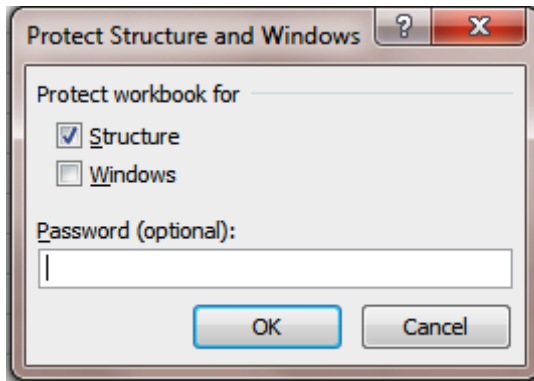 Protect Structure and Windows
?
X
Protect workbook for
Structure
Windows
Password (optional):
OK
Cancel